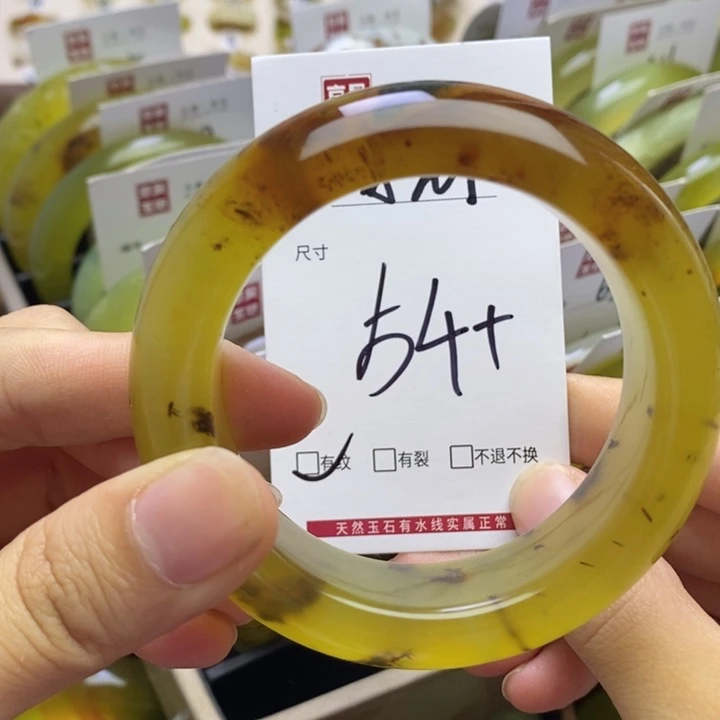 尺寸
54+
有纹 有裂 不退不换
天然玉石有水线实属正常